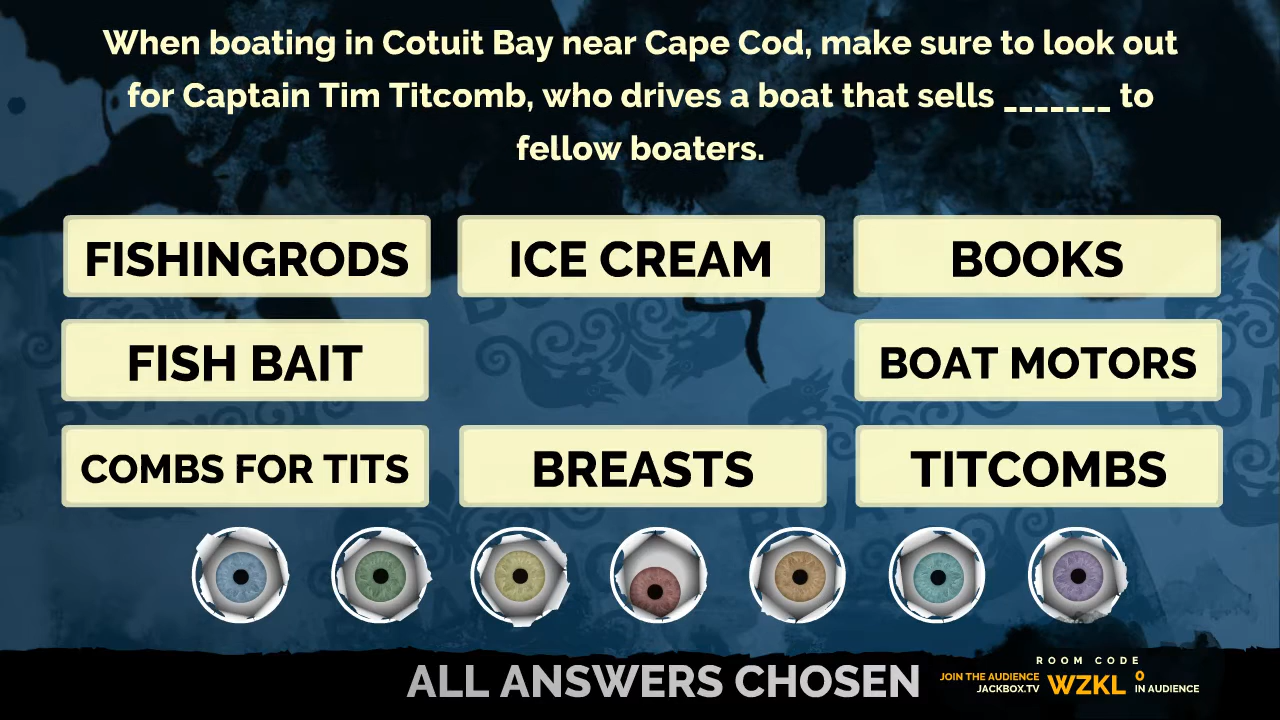 When boating in Cotuit Bay near Cape Cod, make sure to look out
for Captain Tim Titcomb, who drives a boat that sells _______ to
fellow boaters.
FISHINGRODS
ICE CREAM
BOOKS
FISH BAIT
BOAT MOTORS
COMBS FOR TITS
BREASTS
TITCOMBS
ALL ANSWERS CHOSEN
ROOM CODE
JOIN THE AUDIENCE
JACKBOX.TV
WZKL
0
IN AUDIENCE